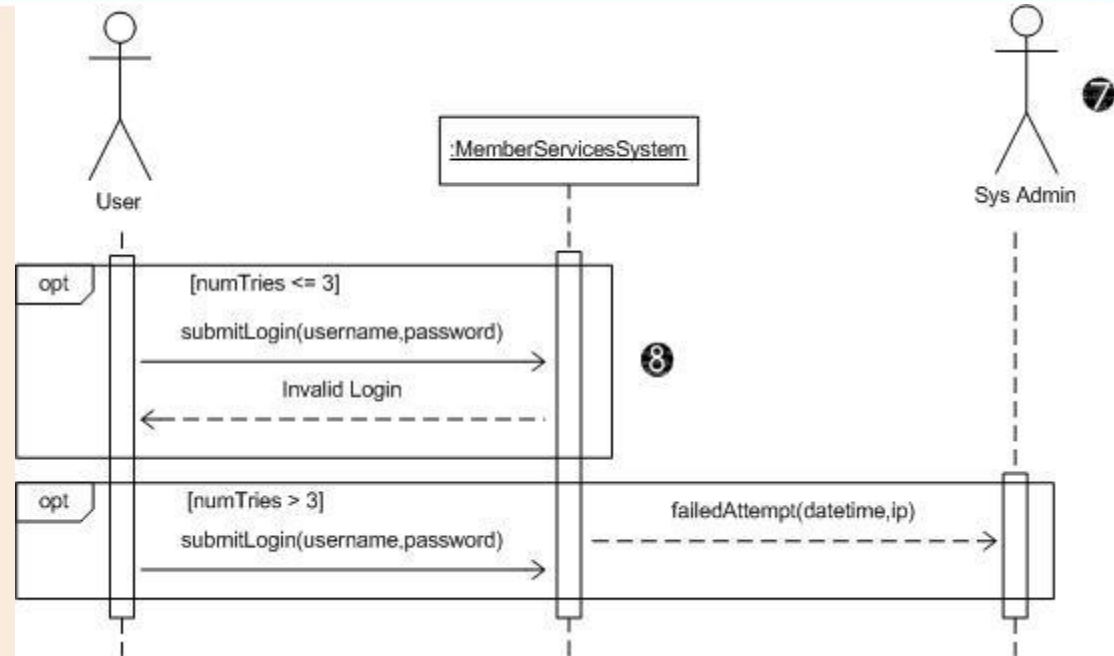 7
:MemberServicesSystem
User
Sys Admin
opt
[numTries <= 3]
submitLogin(username,password)
8
Invalid Login
opt
[numTries > 3]
failedAttempt(datetime,ip)
submitLogin(username,password)